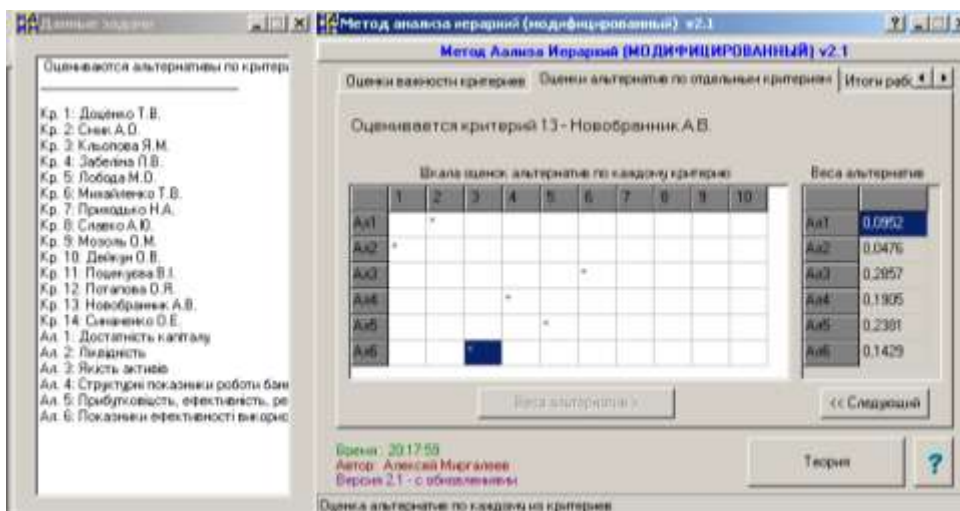 Данные задачи
Оцениваются альтернативы по критери
Кр. 1: Доценко Т.В.
Кр. 2: Сник А.О.
Кр. 3: Кльопова Я.М.
Кр. 4: Забеліна Л.В.
Кр. 5: Лобода М.О.
Кр. 6: Михайленко Т.В.
Кр. 7: Приходько Н.А.
Кр. 8: Славко А.Ю.
Кр. 9: Мозоль О.М.
Кр. 10: Дейкун О.В.
Кр. 11: Поцелуєва В.І.
Кр. 12: Потапова О.Я.
Кр. 13: Новобранник А.В.
Кр. 14: О.Е.
Ал. 1: Достатність капіталу
Ал. 2: Ліквідність
Ал. 3: Якість активів
Ал. 4: Структурні показники роботи бан
Ал. 5: Прибутковість, ефективність, ре
Ал. 6: Показники ефективності викорис
Метод анализа иерархий (модифицированный) v2.1
Метод Аализа Иерархий (МОДИФИЦИРОВАННЫЙ) v2.1
Оценки важности критериев Оценки альтернатив по отдельным критериям Итоги раб
Оценивается критерий 13 - Новобранник А.В.
Шкала оценок альтернатив по каждому критерию Веса альтернатив
1 2 3 4 5 6 7 8 9 10
Ал1 * Ал1 0,0952
Ал2 * Ал2 0,0476
Ал3 * Ал3 0,2857
Ал4 * Ал4 0,1905
Ал5 * Ал5 0,2381
Ал6 * Ал6 0,1429
Веса альтернатив > << Следующий
Время: 20:17:59
Автор: Алексей Миргалеев
Версия 2.1 - с обновлениями
Теория ?
Оценка альтернатив по каждому из критериев